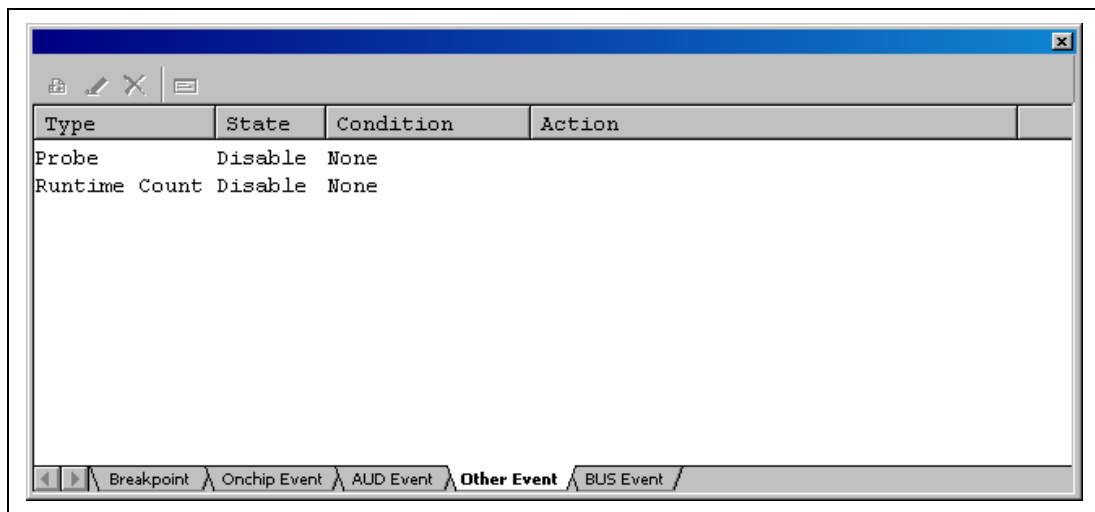 Type State Condition Action
Probe Disable None
Runtime Count Disable None
Breakpoint Onchip Event AUD Event Other Event BUS Event